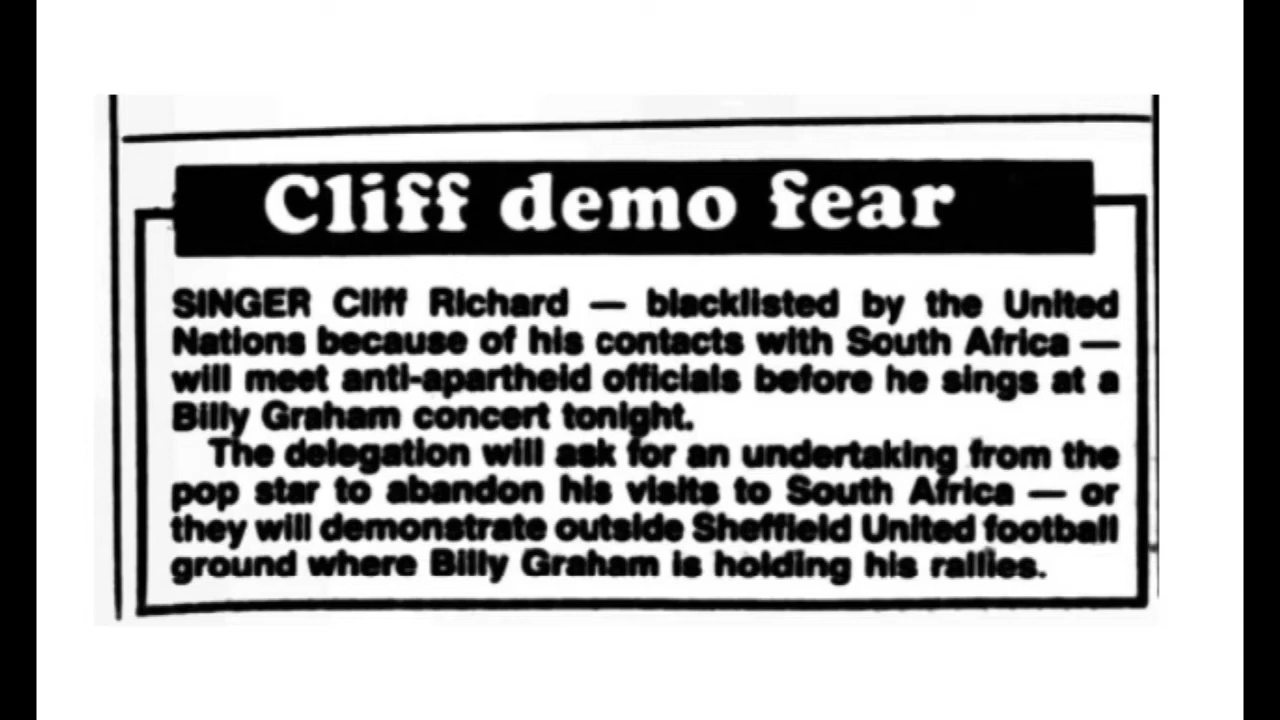 Cliff demo fear
SINGER Cliff Richard — blacklisted by the United
Nations because of his contacts with South Africa —
will meet anti-apartheid officials before he sings at a
Billy Graham concert tonight.
The delegation will ask for an undertaking from the
pop star to abandon his visits to South Africa — or
they will demonstrate outside Sheffield United football
ground where Billy Graham is holding his rallies.